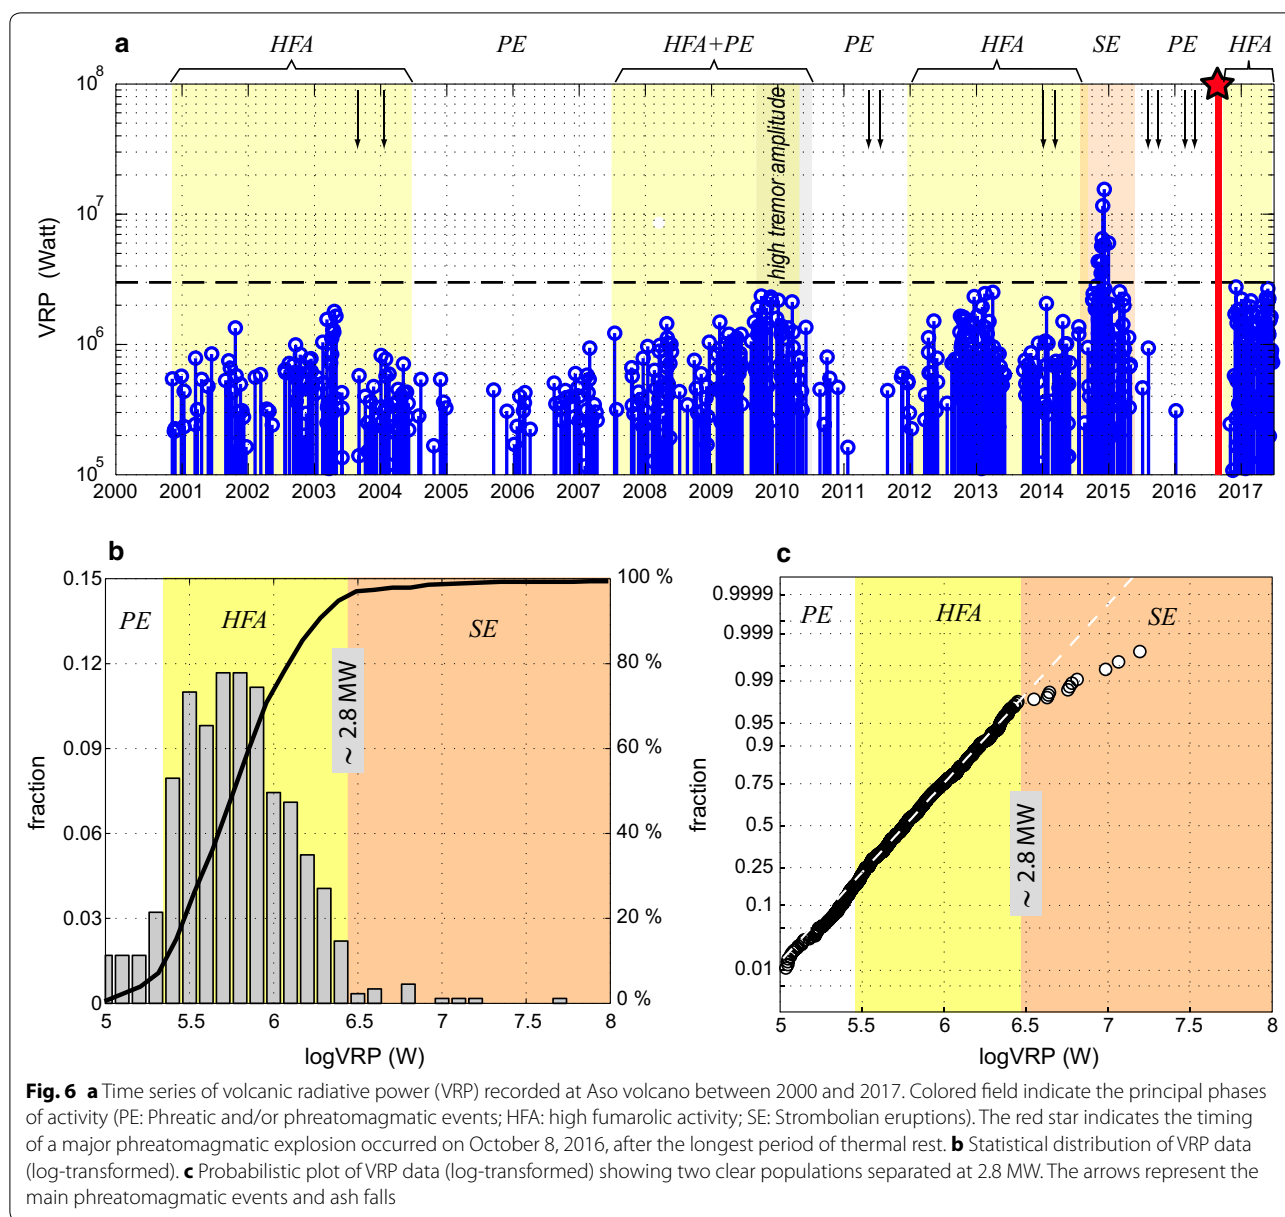 a
HFA PE HFA+PE PE HFA SE PE HFA
10^8
10^7
10^6
10^5
VRP (Watt)
high tremor amplitude
2000 2001 2002 2003 2004 2005 2006 2007 2008 2009 2010 2011 2012 2013 2014 2015 2016 2017
b
0.15
0.12
0.09
0.06
0.03
0
fraction
PE HFA SE
~ 2.8 MW
100 %
80 %
60 %
40 %
20 %
0 %
5 5.5 6 6.5 7 7.5 8
logVRP (W)
c
0.9999
0.999
0.99
0.95
0.9
0.75
0.5
0.25
0.1
0.01
fraction
PE HFA SE
~ 2.8 MW
5 5.5 6 6.5 7 7.5 8
logVRP (W)
Fig. 6 a Time series of volcanic radiative power (VRP) recorded at Aso volcano between 2000 and 2017. Colored field indicate the principal phases
of activity (PE: Phreatic and/or phreatomagmatic events; HFA: high fumarolic activity; SE: Strombolian eruptions). The red star indicates the timing
of a major phreatomagmatic explosion occurred on October 8, 2016, after the longest period of thermal rest. b Statistical distribution of VRP data
(log-transformed). c Probabilistic plot of VRP data (log-transformed) showing two clear populations separated at 2.8 MW. The arrows represent the
main phreatomagmatic events and ash falls